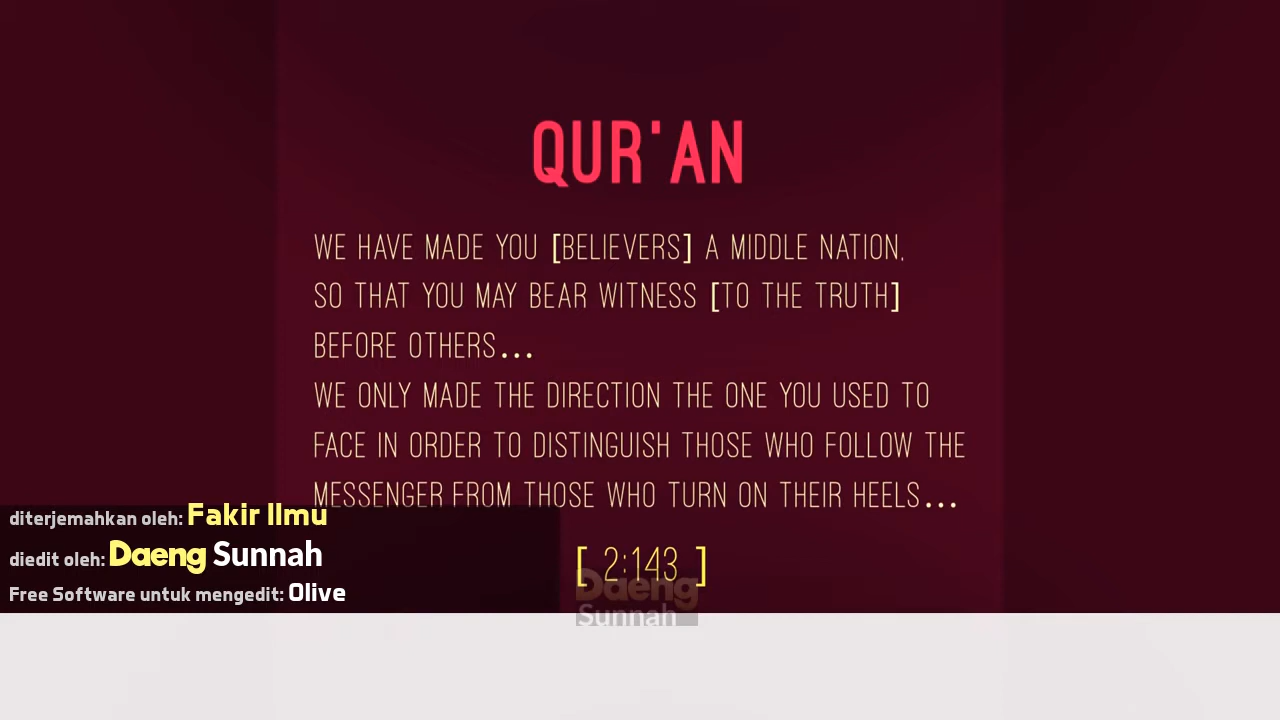 QUR'AN
WE HAVE MADE YOU [BELIEVERS] A MIDDLE NATION,
SO THAT YOU MAY BEAR WITNESS [TO THE TRUTH]
BEFORE OTHERS...
WE ONLY MADE THE DIRECTION THE ONE YOU USED TO
FACE IN ORDER TO DISTINGUISH THOSE WHO FOLLOW THE
MESSENGER FROM THOSE WHO TURN ON THEIR HEELS...
[ 2:143 ]
diterjemahkan oleh: Fakir Ilmu
diedit oleh: Daeng Sunnah
Free Software untuk mengedit: Olive
Daeng
Sunnah